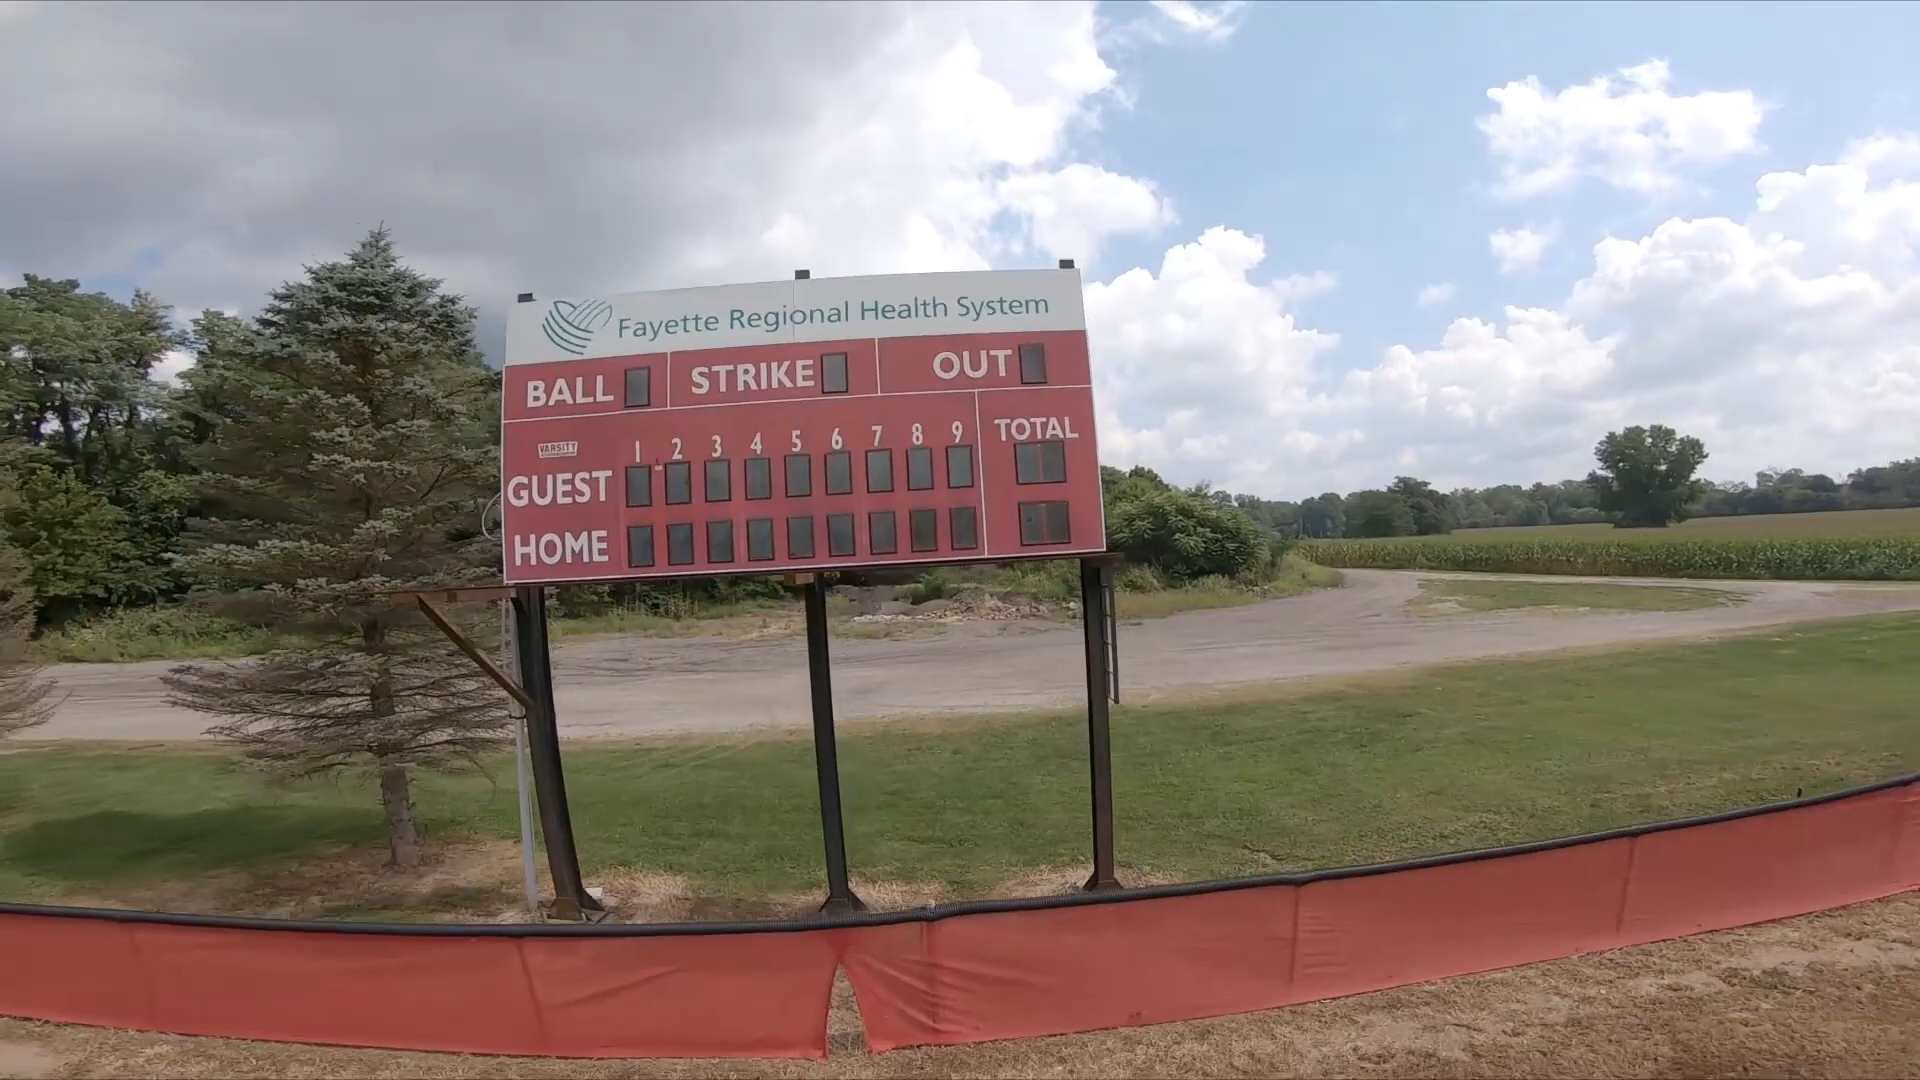 Fayette Regional Health System
BALL STRIKE OUT
VARSITY 1 2 3 4 5 6 7 8 9 TOTAL
GUEST
HOME